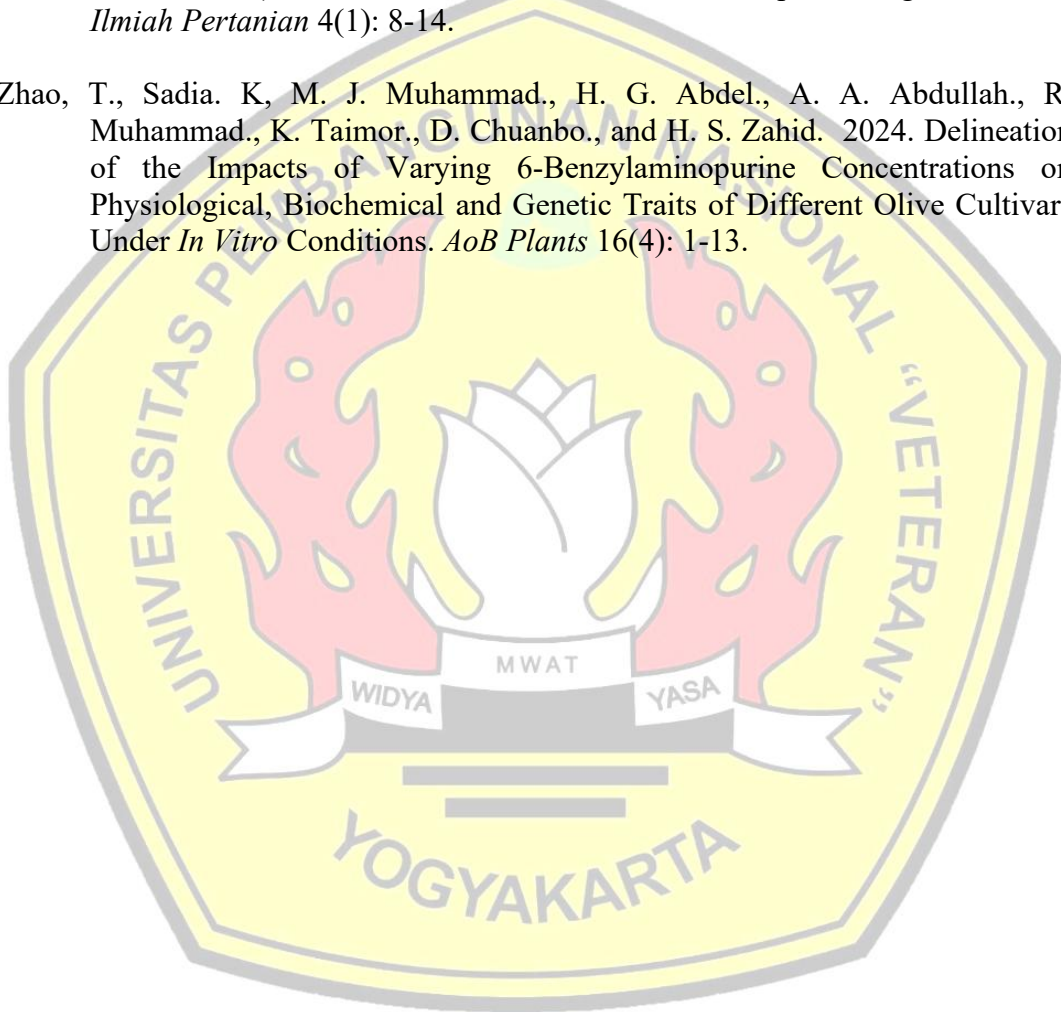 Ilmiah Pertanian 4(1): 8-14.
Zhao, T., Sadia. K, M. J. Muhammad., H. G. Abdel., A. A. Abdullah., R
Muhammad., K. Taimor., D. Chuanbo., and H. S. Zahid. 2024. Delineation
of the Impacts of Varying 6-Benzylaminopurine Concentrations on
Physiological, Biochemical and Genetic Traits of Different Olive Cultivar
Under In Vitro Conditions. AoB Plants 16(4): 1-13.
UNIVERSITAS PEMBANGUNAN NASIONAL “VETERAN”
MWAT
WIDYA YASA
YOGYAKARTA